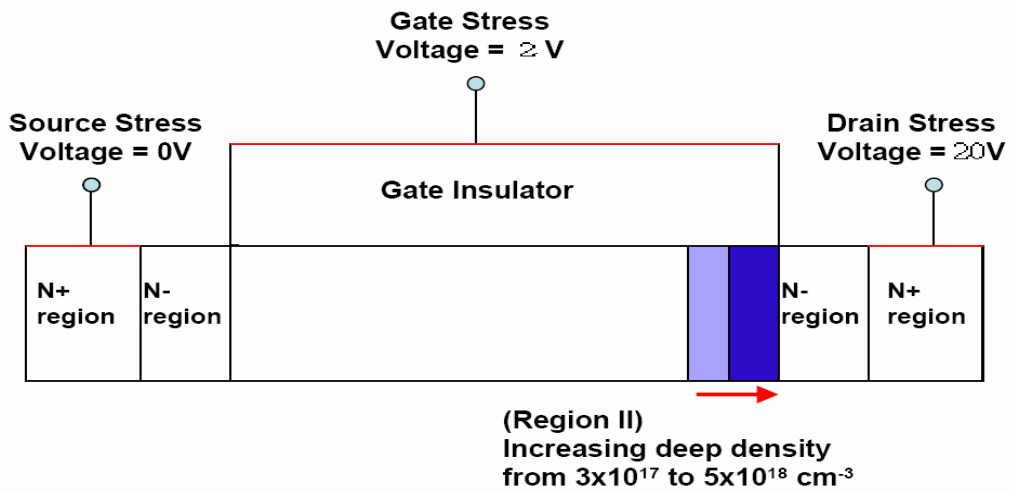 Gate Stress
Voltage = 2 V
Source Stress
Voltage = 0V
Drain Stress
Voltage = 20V
Gate Insulator
N+
region
N-
region
N-
region
N+
region
(Region II)
Increasing deep density
from 3x10¹⁷ to 5x10¹⁸ cm⁻³